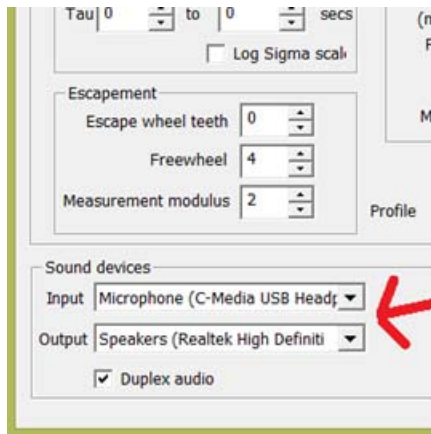 Tau 0 to 0 secs
Log Sigma scal
Escapement
Escape wheel teeth 0
Freewheel 4
Measurement modulus 2
Profile
Sound devices
Input Microphone (C-Media USB Headp
Output Speakers (Realtek High Definiti
Duplex audio